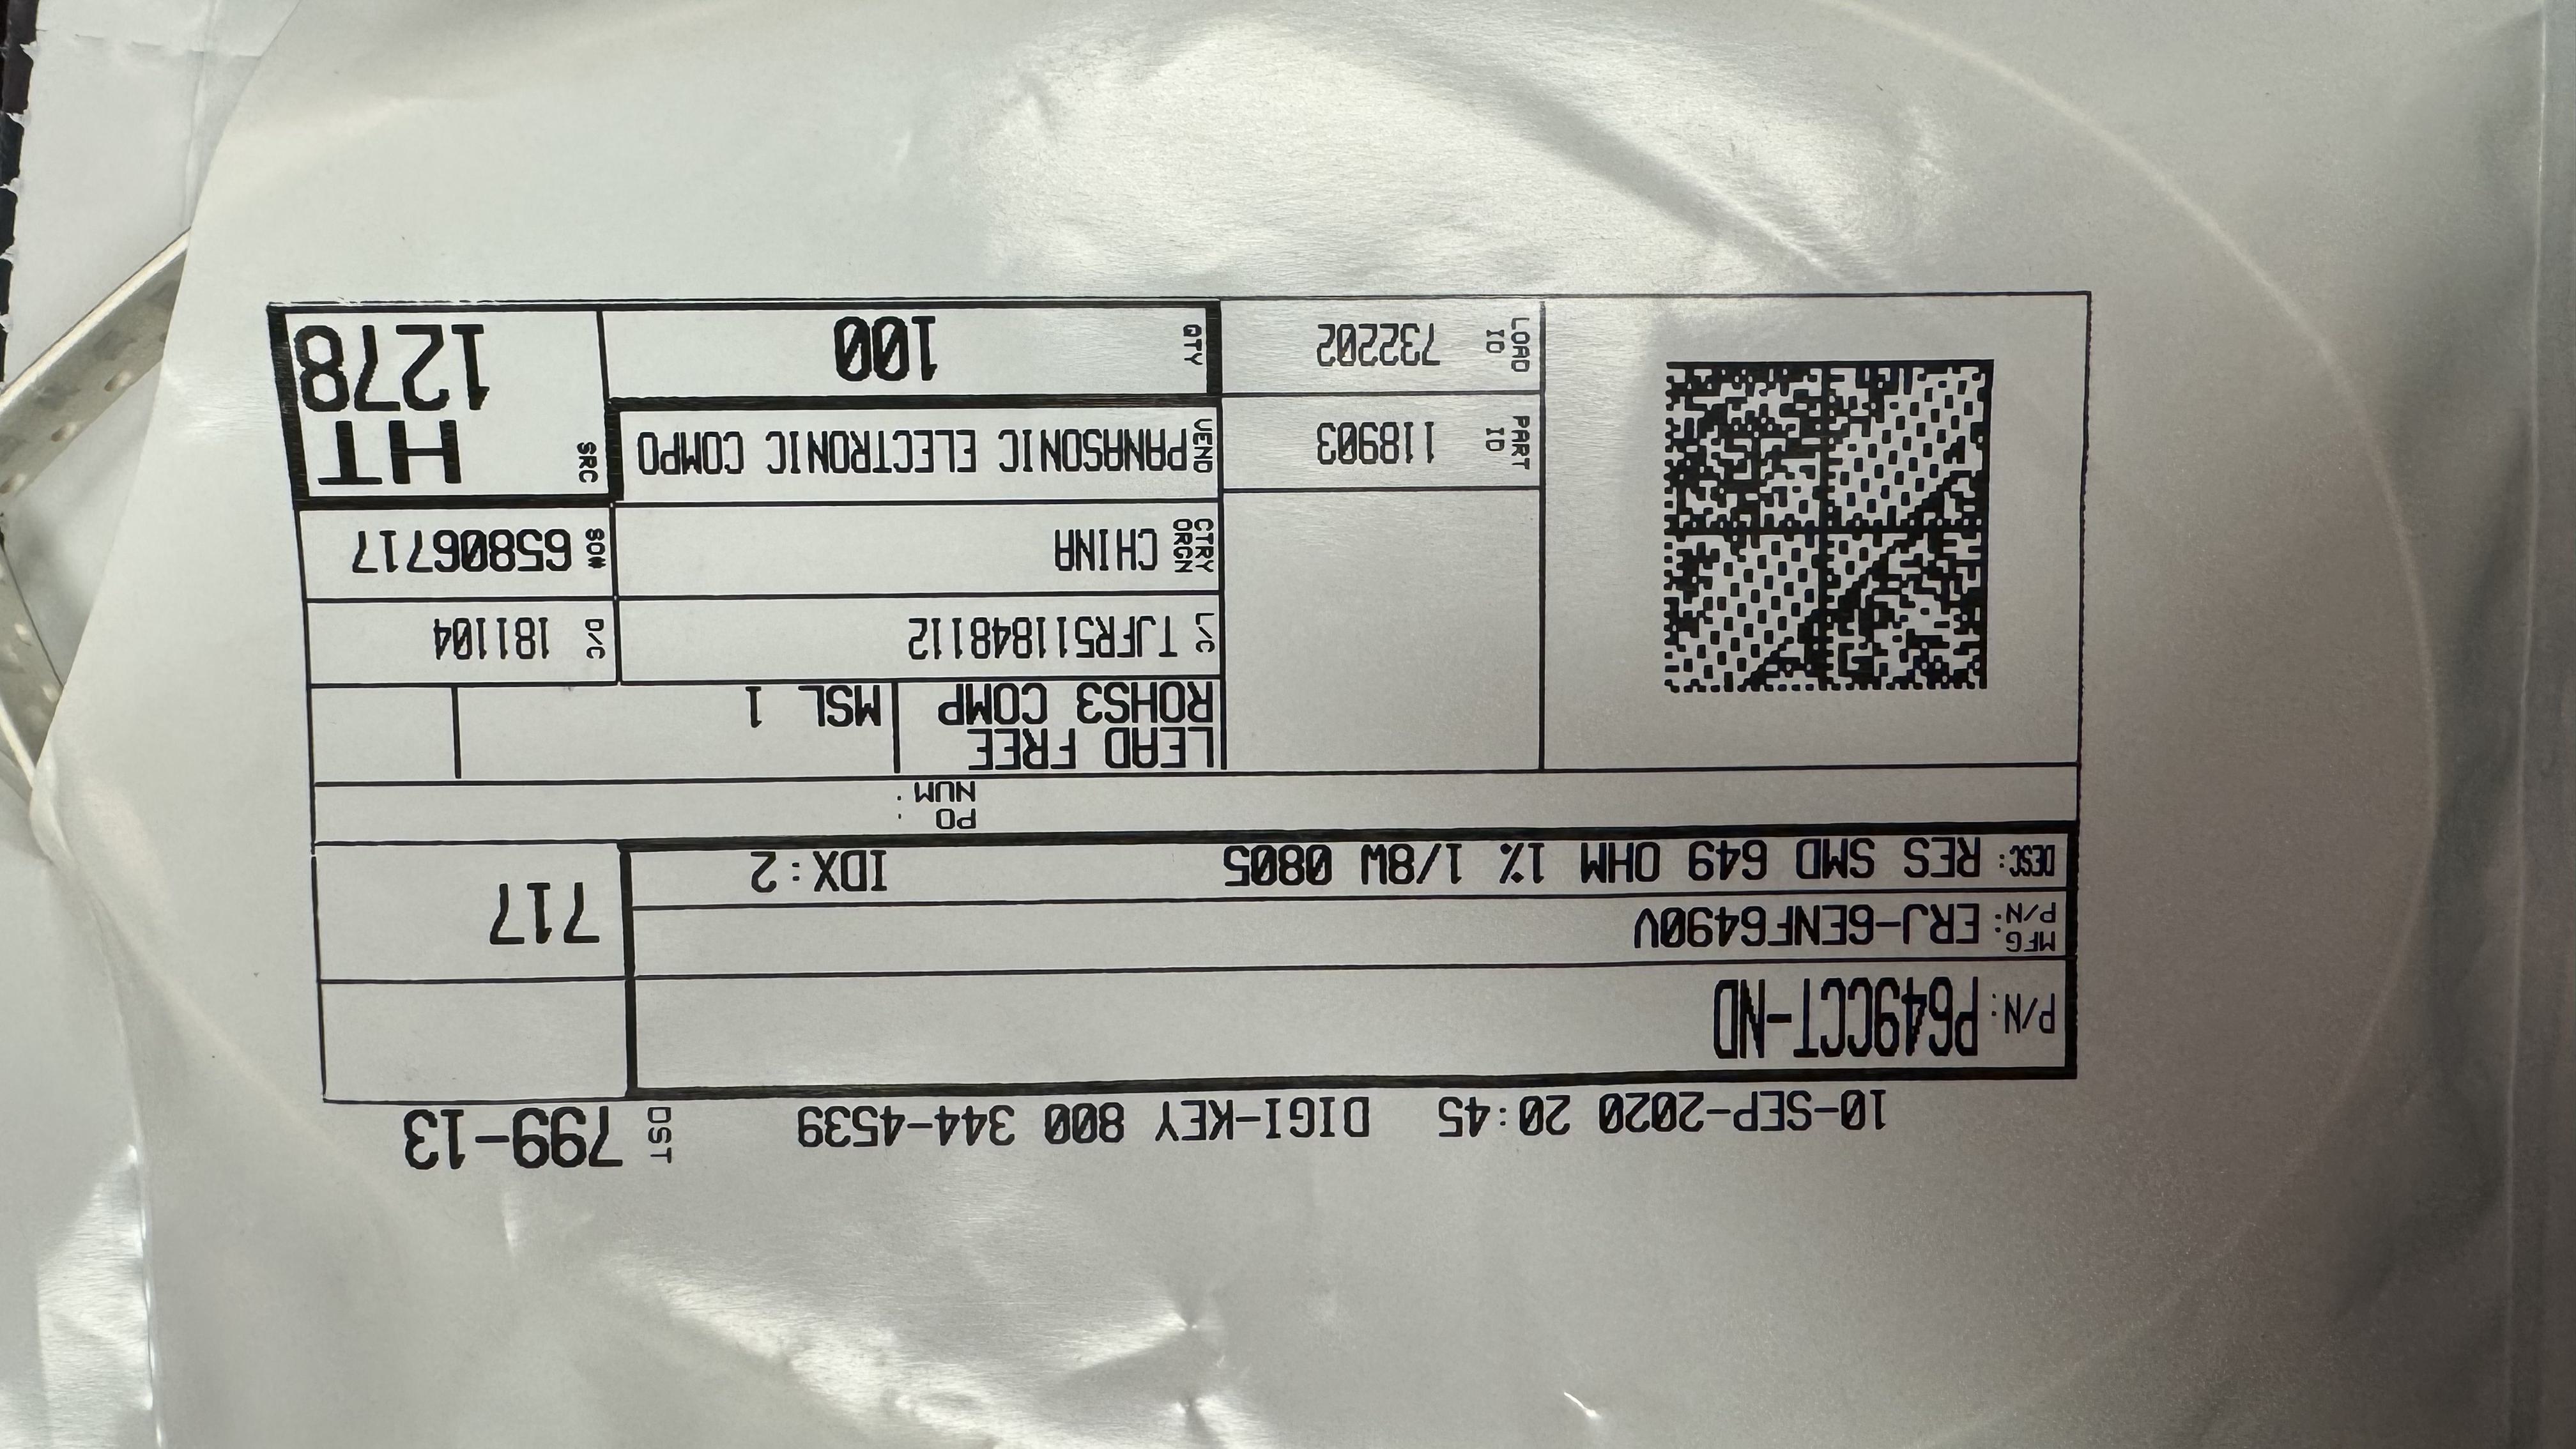 10-SEP-2020 20:45 DIGI-KEY 800 344-4539
DST 799-13
P/N: P649CCT-ND
MFG P/N: ERJ-6ENF6490V
DESC: RES SMD 649 OHM 1% 1/8W 0805 IDX:2
717
PO NUM :
LEAD FREE
ROHS3 COMP
MSL 1
L/C TJFR511848112
D/C 181104
CTRY ORGN CHINA
SO# 65806717
PART ID 118903
VEND PANASONIC ELECTRONIC COMPO
SRC HT
1278
LOAD ID 732202
QTY 100